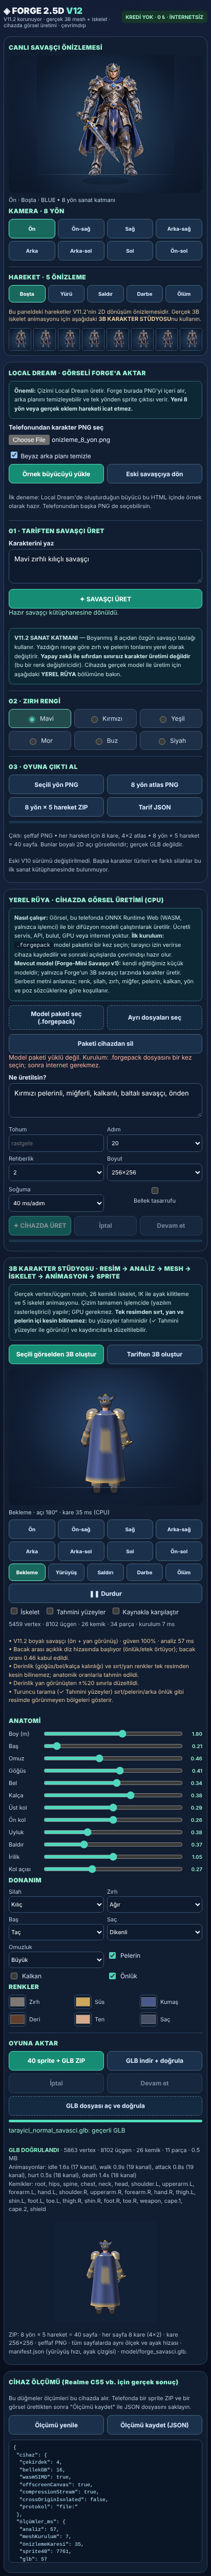 ◈ FORGE 2.5D V12
V11.2 korunuyor · gerçek 3B mesh + iskelet ·
cihazda görsel üretimi · çevrimdışı
KREDİ YOK · 0 ₺ · İNTERNETSİZ
CANLI SAVAŞÇI ÖNİZLEMESİ
Ön · Boşta · BLUE • 8 yön sanat katmanı
KAMERA · 8 YÖN
Ön
Ön-sağ
Sağ
Arka-sağ
Arka
Arka-sol
Sol
Ön-sol
HAREKET · 5 ÖNİZLEME
Boşta
Yürü
Saldır
Darbe
Ölüm
Bu paneldeki hareketler V11.2'nin 2D dönüşüm önizlemeleridir. Gerçek 3B
iskelet animasyonu için aşağıdaki 3B KARAKTER STÜDYOSU'nu kullanın.
LOCAL DREAM · GÖRSELİ FORGE'A AKTAR
Önemli: Çizimi Local Dream üretir. Forge burada PNG'yi içeri alır,
arka planını temizler ve tek yönden sprite çıktısı verir. Yeni 8
yön veya gerçek eklem hareketi icat etmez.
Telefonundan karakter PNG seç
Choose File onizleme_8_yon.png
Beyaz arka planı temizle
Örnek büyücüyü yükle
Eski savaşçıya dön
İlk deneme: Local Dream'de oluşturduğun büyücü bu HTML içinde örnek
olarak hazır. Telefondan başka PNG de seçebilirsin.
01 · TARİFTEN SAVAŞÇI ÜRET
Karakterini yaz
Mavi zırhlı kılıçlı savaşçı
✦ SAVAŞÇI ÜRET
Hazır savaşçı kütüphanesine dönüldü.
V11.2 SANAT KATMANI — Boyanmış 8 açıdan özgün savaşçı taslağı
kullanılır. Yazdığın renge göre zırh ve pelerin tonlarını uyarlar.
Yapay zekâ ile sıfırdan sınırsız karakter üretimi değildir
(bu bir renk değiştiricidir). Cihazda gerçek model ile üretim için
aşağıdaki YEREL RÜYA bölümüne bakın.
02 · ZIRH RENGİ
Mavi
Kırmızı
Yeşil
Mor
Buz
Siyah
03 · OYUNA ÇIKTI AL
Seçili yön PNG
8 yön atlas PNG
8 yön × 5 hareket ZIP
Tarif JSON
Çıktı: şeffaf PNG • her hareket için 8 kare, 4×2 atlas • 8 yön × 5 hareket
= 40 sayfa. Bunlar boyalı 2D açı görselleridir; gerçek GLB değildir.
Eski V10 sürümü değiştirilmedi. Başka karakter türleri ve farklı silahlar bu
ilk sanat kütüphanesinde bulunmuyor.
YEREL RÜYA · CİHAZDA GÖRSEL ÜRETİMİ (CPU)
Nasıl çalışır: Görsel, bu telefonda ONNX Runtime Web (WASM,
yalnızca işlemci) ile bir difüzyon modeli çalıştırılarak üretilir. Ücretli
servis, API, bulut, GPU veya internet yoktur. İlk kurulum:
.forgepack model paketini bir kez seçin; tarayıcı izin verirse
cihaza kaydedilir ve sonraki açılışlarda çevrimdışı hazır olur.
Mevcut model (Forge-Mini Savaşçı v1): kendi eğittiğimiz küçük
modeldir; yalnızca Forge'un 3B savaşçı tarzında karakter üretir.
Serbest metni anlamaz; renk, silah, zırh, miğfer, pelerin, kalkan, yön
ve poz sözcüklerine göre koşullanır.
Model paketi seç
(.forgepack)
Ayrı dosyaları seç
Paketi cihazdan sil
Model paketi yüklü değil. Kurulum: .forgepack dosyasını bir kez
seçin; sonra internet gerekmez.
Ne üretilsin?
Kırmızı pelerinli, miğferli, kalkanlı, baltalı savaşçı, önden
Tohum
Adım
rastgele
20
Rehberlik
Boyut
2
256×256
Soğuma
40 ms/adım
Bellek tasarrufu
✦ CİHAZDA ÜRET
İptal
Devam et
3B KARAKTER STÜDYOSU · RESİM → ANALİZ → MESH →
İSKELET → ANİMASYON → SPRITE
Gerçek vertex/üçgen mesh, 26 kemikli iskelet, IK ile ayak kilitleme
ve 5 iskelet animasyonu. Çizim tamamen işlemcide (yazılım
rasterleştirici) yapılır; GPU gerekmez. Tek resimden sırt, yan ve
pelerin içi kesin bilinemez: bu yüzeyler tahminidir (✓ Tahmini
yüzeyler ile görünür) ve kaydırıcılarla düzeltilebilir.
Seçili görselden 3B oluştur
Tariften 3B oluştur
Bekleme · açı 180° · kare 35 ms (CPU)
Ön
Ön-sağ
Sağ
Arka-sağ
Arka
Arka-sol
Sol
Ön-sol
Bekleme
Yürüyüş
Saldırı
Darbe
Ölüm
❚❚ Durdur
İskelet
Tahmini yüzeyler
Kaynakla karşılaştır
5459 vertex · 8102 üçgen · 26 kemik · 34 parça · kurulum 7 ms
• V11.2 boyalı savaşçı (ön + yan görünüş) · güven 100% · analiz 57 ms
• Bacak arası açıklık diz hizasında başlıyor (önlük/etek örtüyor); bacak
oranı 0.46 kabul edildi.
• Derinlik (göğüs/bel/kalça kalınlığı) ve sırt/yan renkler tek resimden
kesin bilinemez; anatomik oranlarla tahmin edildi.
• Derinlik yan görünüşten ±%20 sınırla düzeltildi.
• Turuncu tarama (✓ Tahmini yüzeyler) sırt/pelerin/arka önlük gibi
resimde görünmeyen bölgeleri gösterir.
ANATOMİ
Boy (m) 1.80
Baş 0.21
Omuz 0.46
Göğüs 0.41
Bel 0.34
Kalça 0.38
Üst kol 0.29
Ön kol 0.26
Uyluk 0.38
Baldır 0.37
İrilik 1.05
Kol açısı 0.27
DONANIM
Silah
Zırh
Kılıç
Ağır
Baş
Saç
Taç
Dikenli
Omuzluk
Büyük
Pelerin
Kalkan
Önlük
RENKLER
Zırh
Süs
Kumaş
Deri
Ten
Saç
OYUNA AKTAR
40 sprite + GLB ZIP
GLB indir + doğrula
İptal
Devam et
GLB dosyası aç ve doğrula
tarayici_normal_savasci.glb: geçerli GLB
GLB DOĞRULANDI · 5863 vertex · 8102 üçgen · 26 kemik · 11 parça · 0.5
MB
Animasyonlar: idle 1.6s (17 kanal), walk 0.9s (19 kanal), attack 0.8s (19
kanal), hurt 0.5s (18 kanal), death 1.4s (18 kanal)
Kemikler: root, hips, spine, chest, neck, head, shoulder.L, upperarm.L,
forearm.L, hand.L, shoulder.R, upperarm.R, forearm.R, hand.R, thigh.L,
shin.L, foot.L, toe.L, thigh.R, shin.R, foot.R, toe.R, weapon, cape.1,
cape.2, shield
ZIP: 8 yön × 5 hareket = 40 sayfa · her sayfa 8 kare (4×2) · kare
256×256 · şeffaf PNG · tüm sayfalarda aynı ölçek ve ayak hizası ·
manifest.json (yürüyüş hızı, ayak çizgisi) · model/forge_savasci.glb.
CİHAZ ÖLÇÜMÜ (Realme C55 vb. için gerçek sonuç)
Bu düğmeler ölçümleri bu cihazda alır. Telefonda bir sprite ZIP ve bir
görsel ürettikten sonra "Ölçümü kaydet" ile JSON dosyasını saklayın.
Ölçümü yenile
Ölçümü kaydet (JSON)
{
"cihaz": {
"çekirdek": 4,
"bellekGB": 16,
"wasmSIMD": true,
"offscreenCanvas": true,
"compressionStream": true,
"crossOriginIsolated": false,
"protokol": "file:"
},
"ölçümler_ms": {
"analiz": 57,
"meshKurulum": 7,
"önizlemeKaresi": 35,
"sprite40": 7761,
"glb": 57